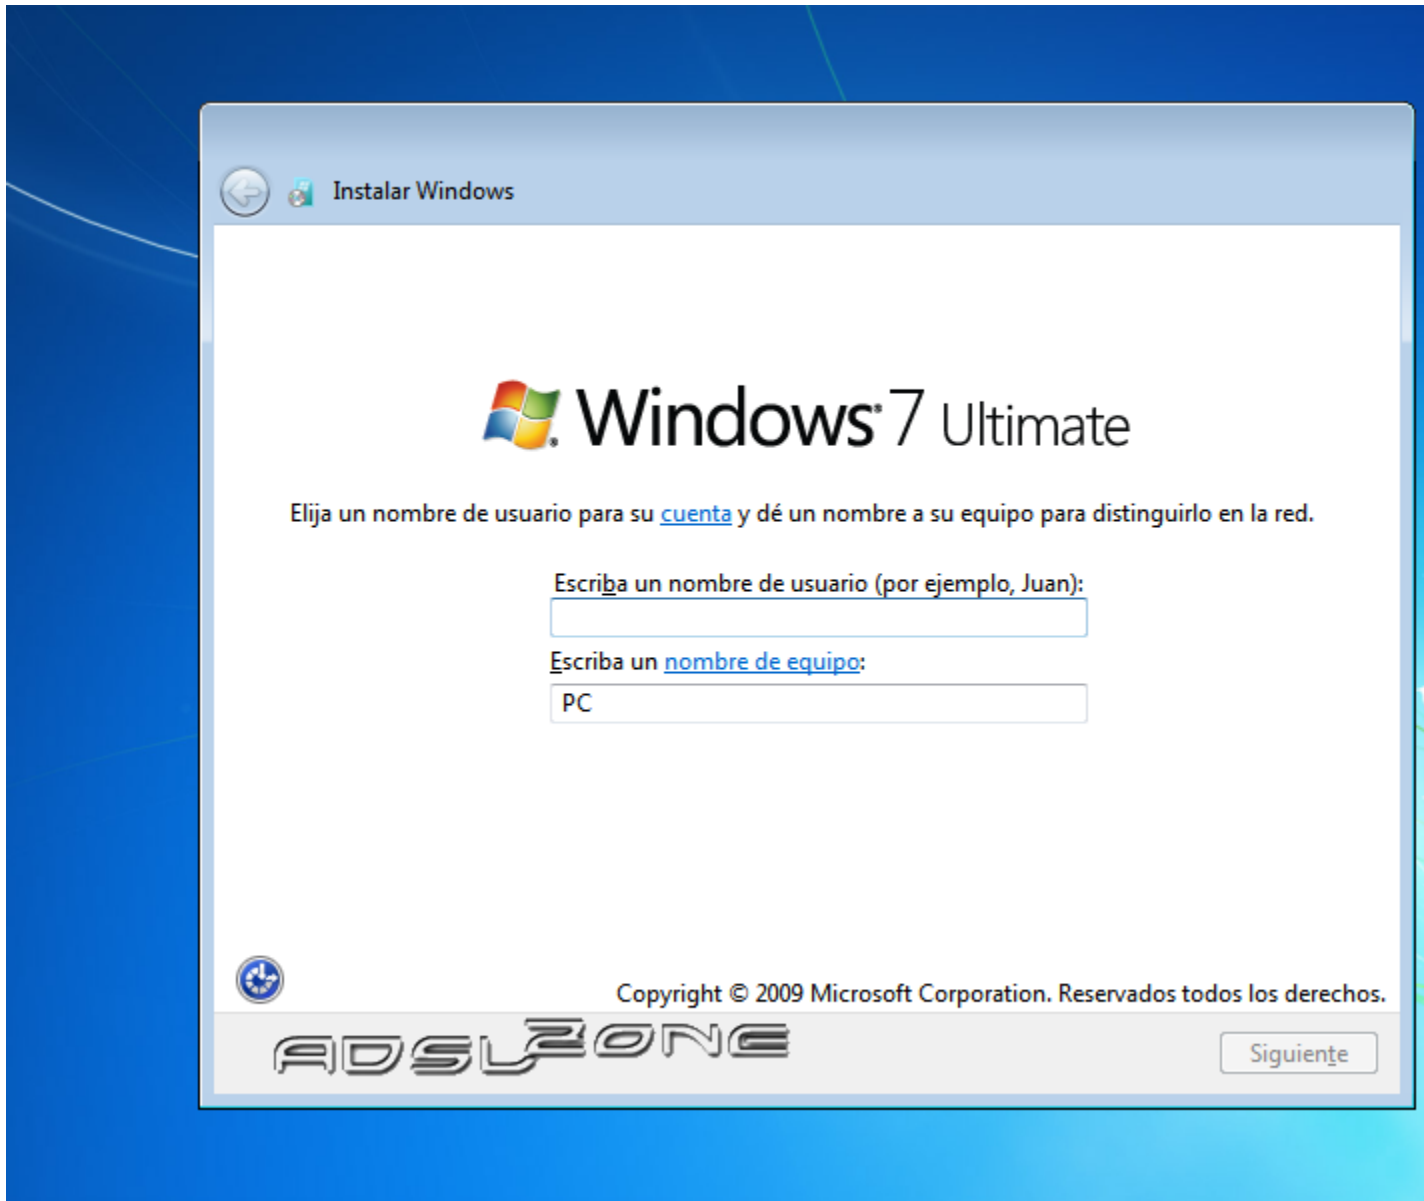 Instalar Windows
Windows® 7 Ultimate
Elija un nombre de usuario para su cuenta y dé un nombre a su equipo para distinguirlo en la red.
Escriba un nombre de usuario (por ejemplo, Juan):
Escriba un nombre de equipo:
PC
Copyright © 2009 Microsoft Corporation. Reservados todos los derechos.
ADSLZONE
Siguiente